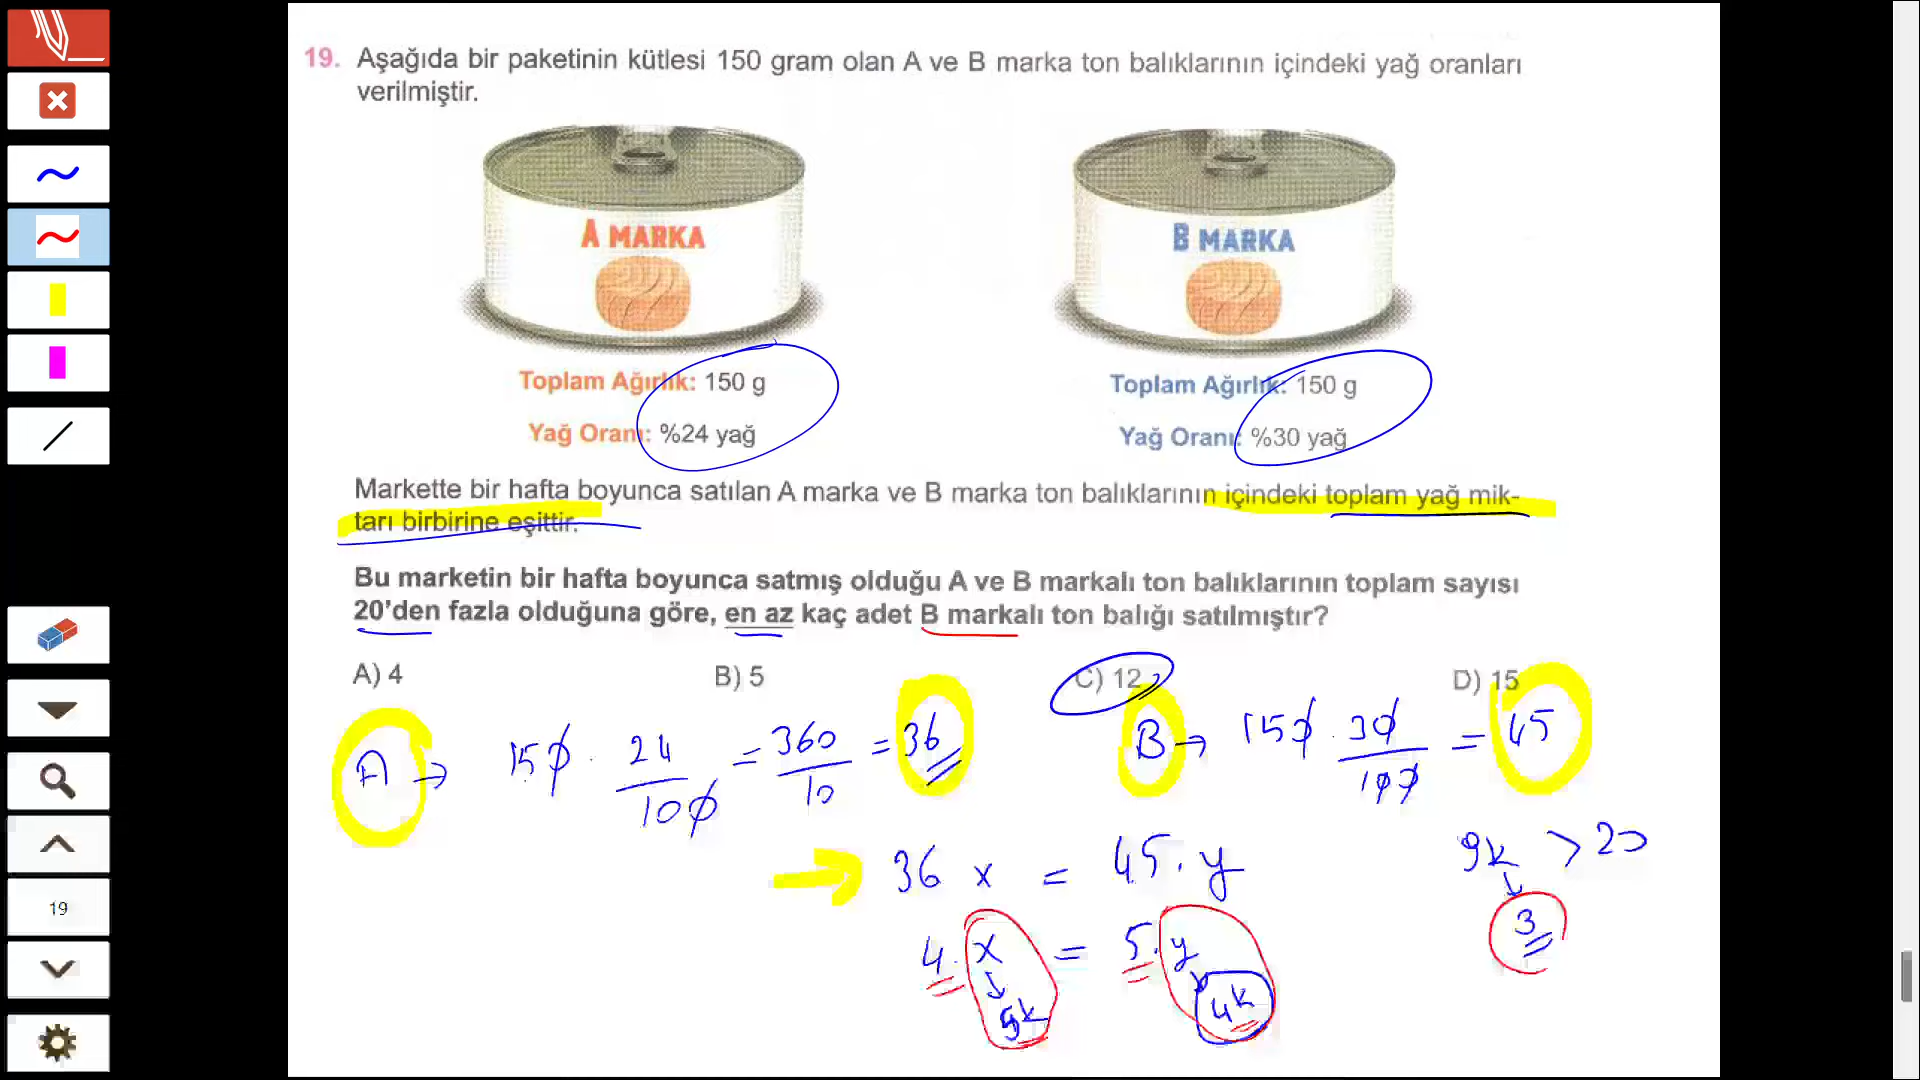 19. Aşağıda bir paketinin kütlesi 150 gram olan A ve B marka ton balıklarının içindeki yağ oranları
verilmiştir.
A MARKA
B MARKA
Toplam Ağırlık: 150 g
Toplam Ağırlık: 150 g
Yağ Oranı: %24 yağ
Yağ Oranı: %30 yağ
Markette bir hafta boyunca satılan A marka ve B marka ton balıklarının içindeki toplam yağ mik-
tarı birbirine eşittir.
Bu marketin bir hafta boyunca satmış olduğu A ve B markalı ton balıklarının toplam sayısı
20'den fazla olduğuna göre, en az kaç adet B markalı ton balığı satılmıştır?
A) 4
B) 5
C) 12
D) 15
A → 150 . 24/100 = 360/10 = 36
B → 150 . 30/100 = 45
36 x = 45 . y
9k > 20
3
4 . x = 5 . y
5k
4k
19